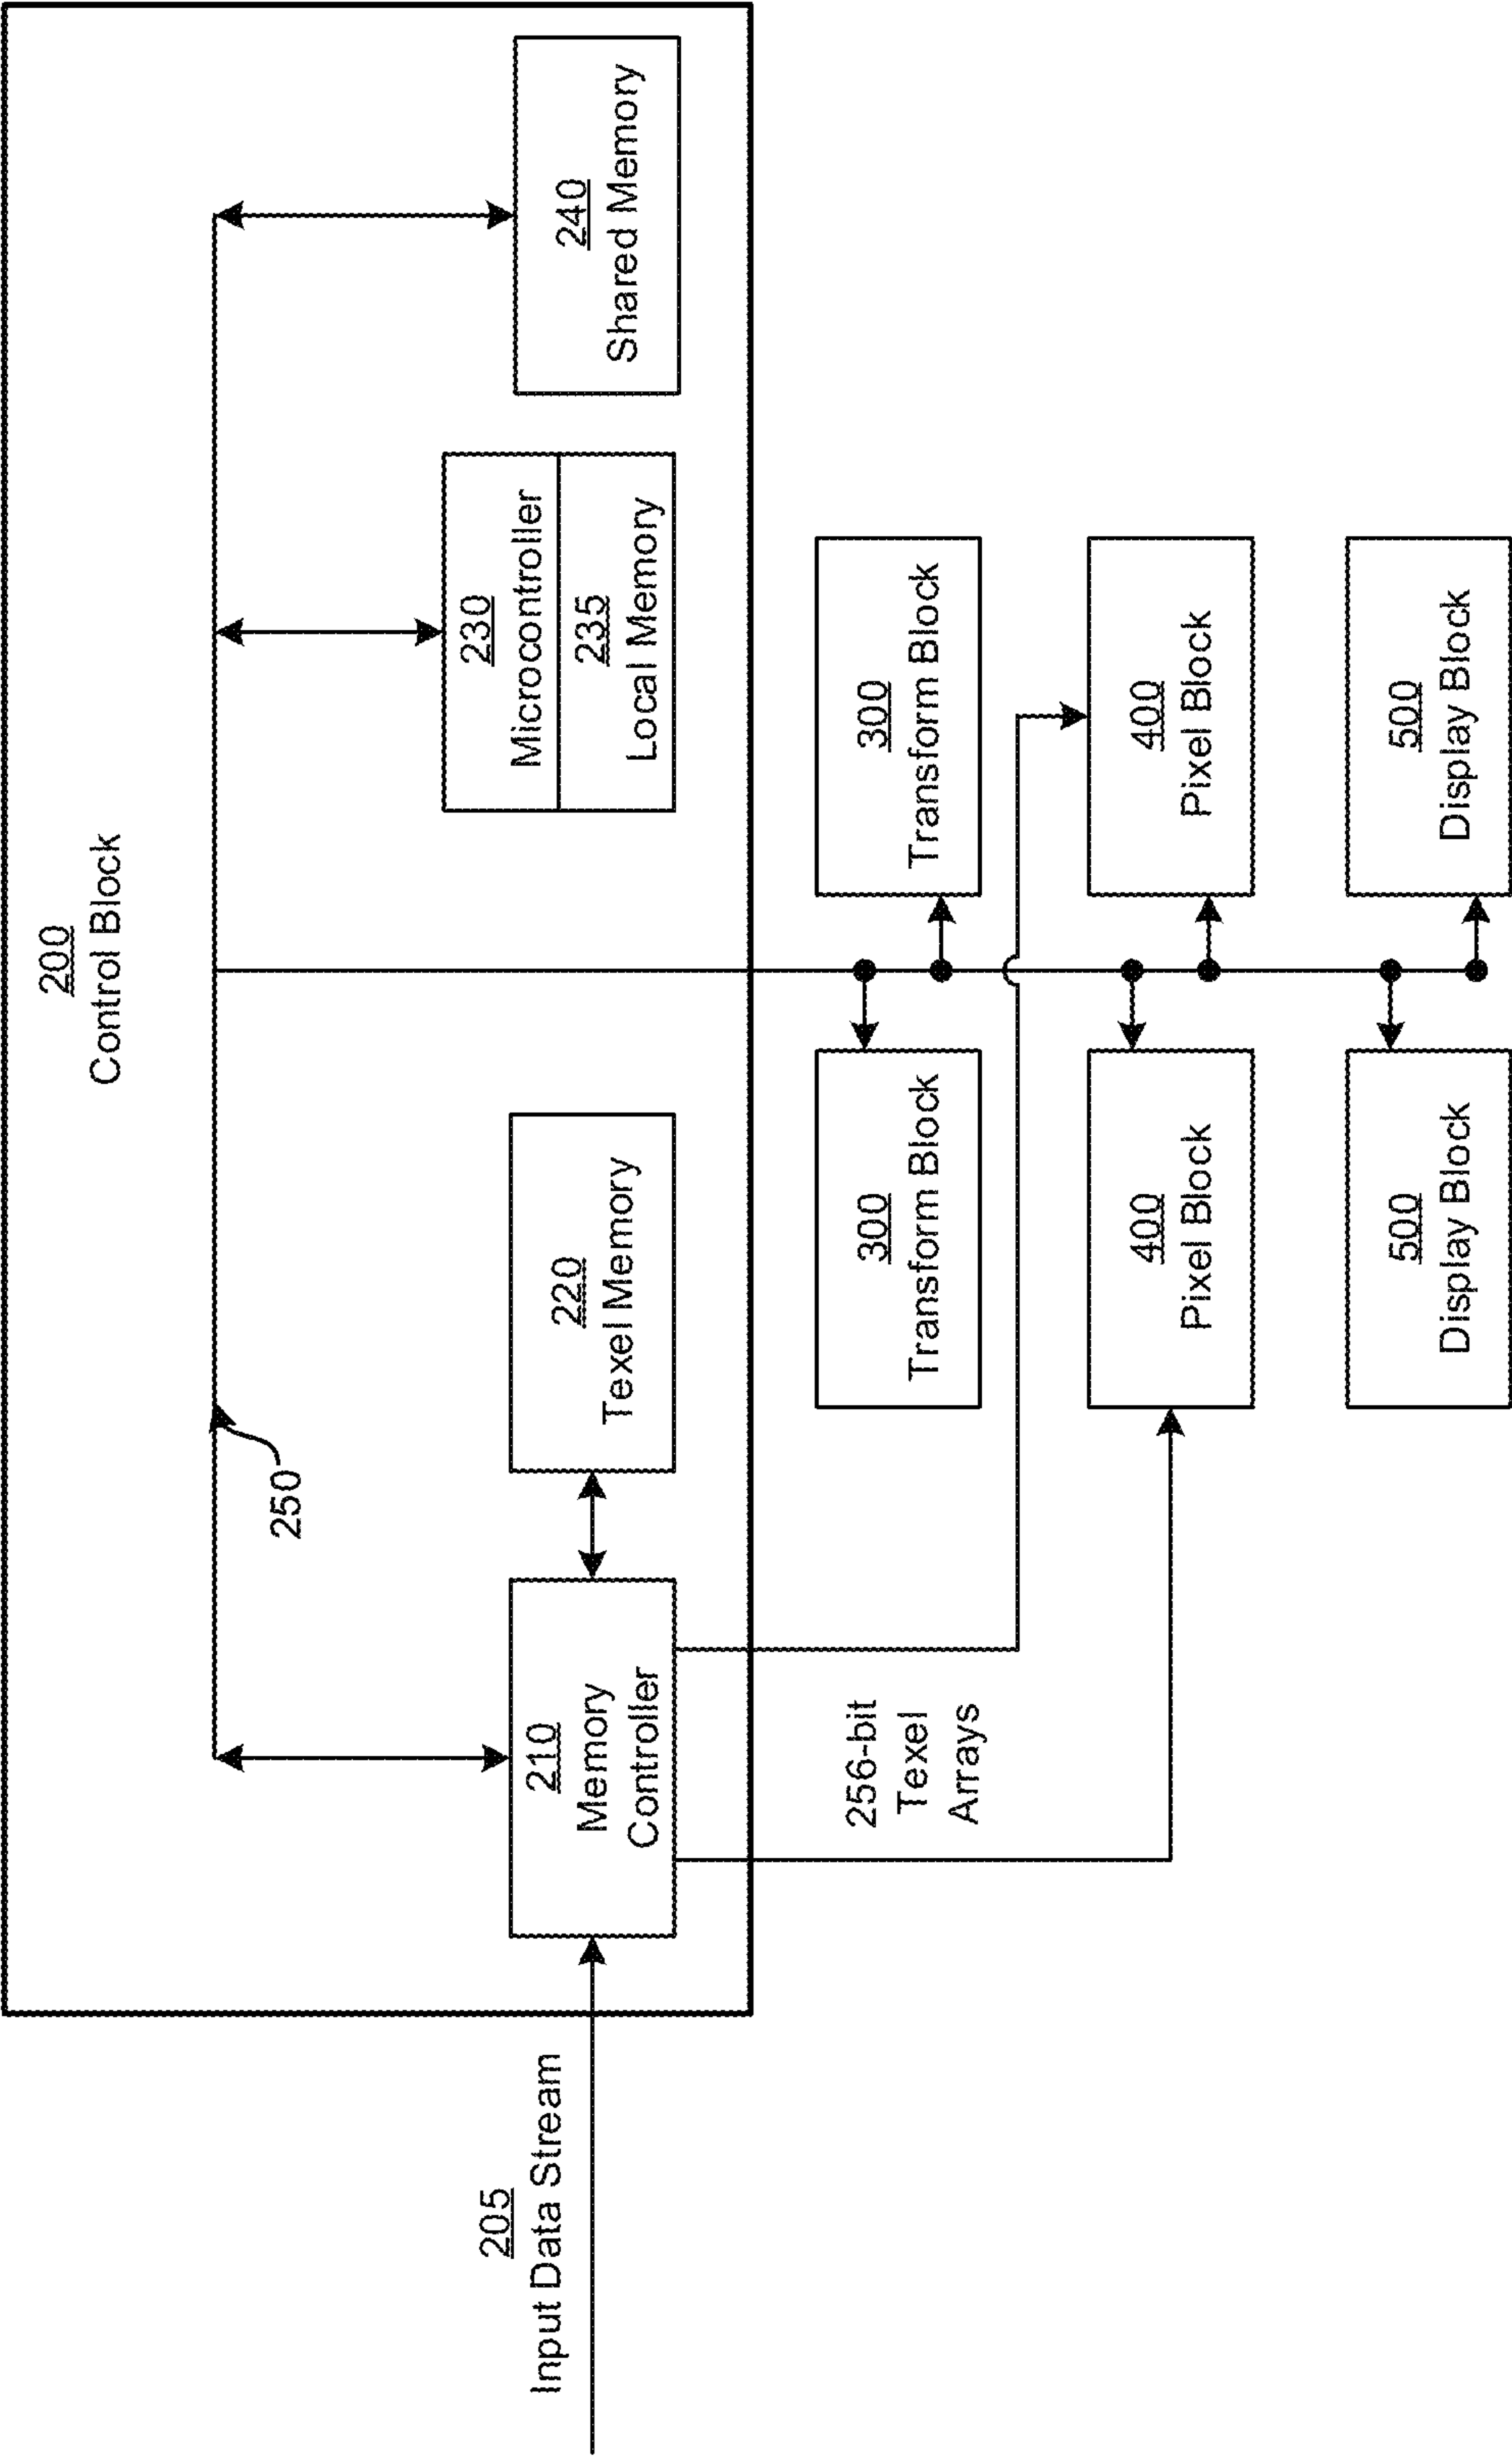 200
Control Block
250
205
Input Data Stream
210
Memory
Controller
220
Texel Memory
230
Microcontroller
235
Local Memory
240
Shared Memory
256-bit
Texel
Arrays
300
Transform Block
300
Transform Block
400
Pixel Block
400
Pixel Block
500
Display Block
500
Display Block